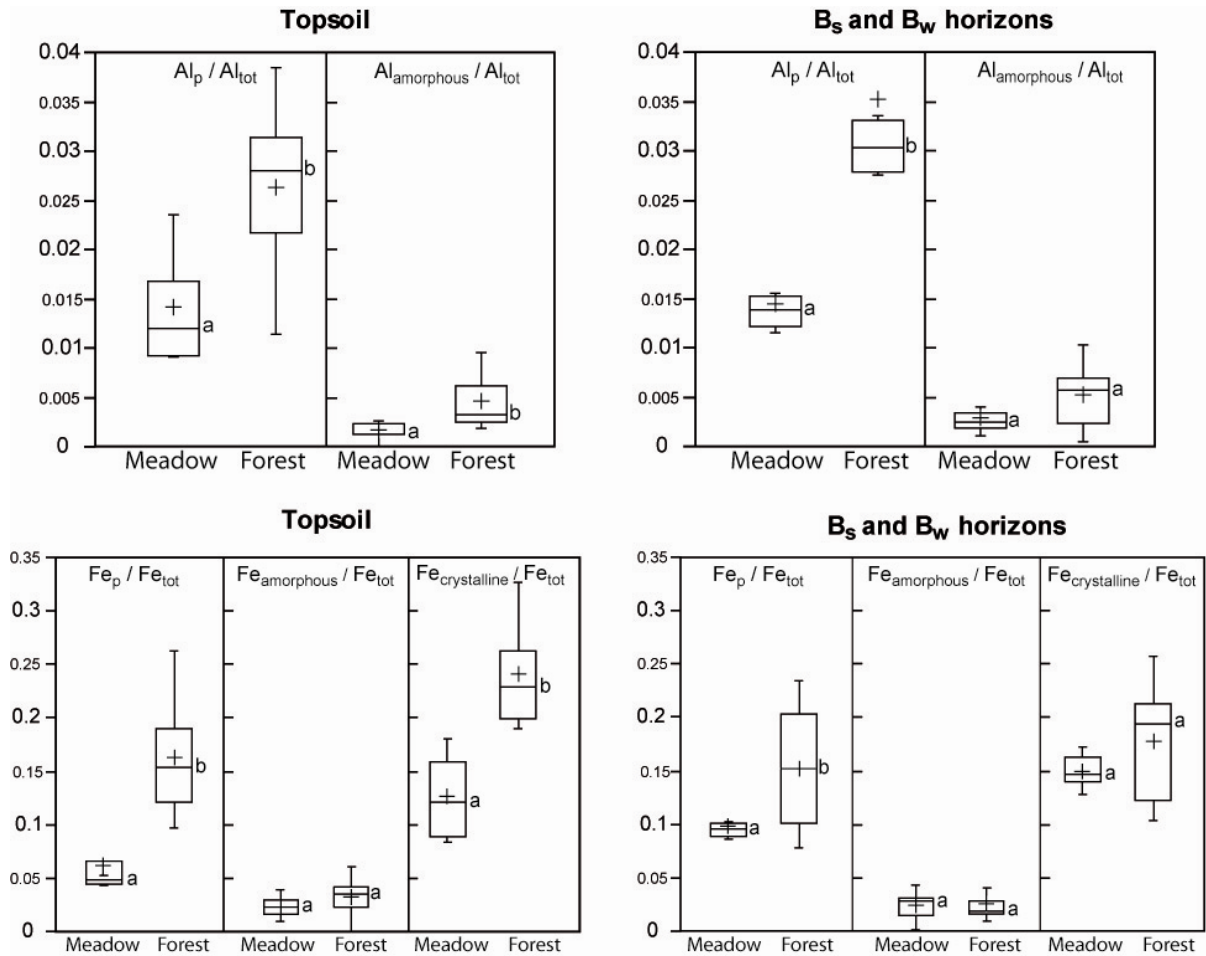 Topsoil
Bs and Bw horizons
0.04
0.035
0.03
0.025
0.02
0.015
0.01
0.005
0
Alp / Altot
Alamorphous / Altot
a
b
a
b
Meadow Forest Meadow Forest
0.04
0.035
0.03
0.025
0.02
0.015
0.01
0.005
0
Alp / Altot
Alamorphous / Altot
a
b
a
a
Meadow Forest Meadow Forest
Topsoil
Bs and Bw horizons
0.35
0.3
0.25
0.2
0.15
0.1
0.05
0
Fep / Fetot
Feamorphous / Fetot
Fecrystalline / Fetot
a
b
a
a
a
b
Meadow Forest Meadow Forest Meadow Forest
0.35
0.3
0.25
0.2
0.15
0.1
0.05
0
Fep / Fetot
Feamorphous / Fetot
Fecrystalline / Fetot
a
b
a
a
a
a
Meadow Forest Meadow Forest Meadow Forest